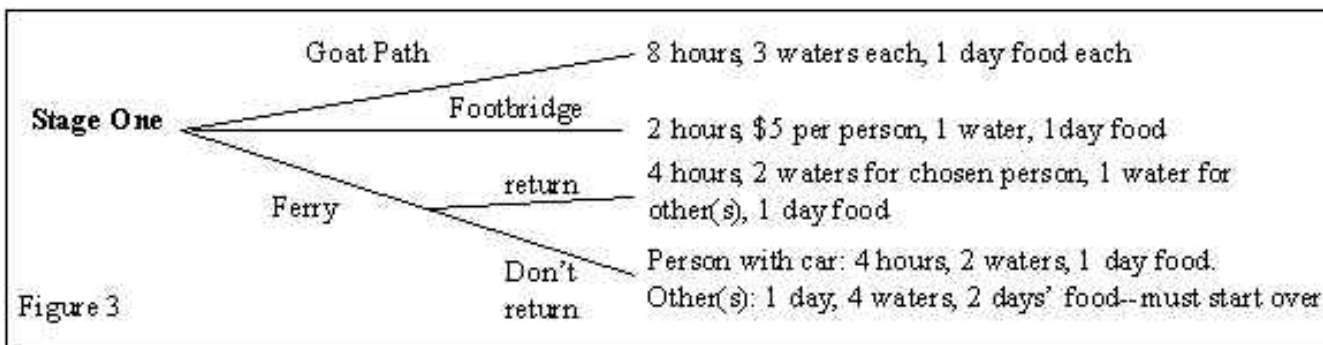 Goat Path
8 hours, 3 waters each, 1 day food each
Stage One
Footbridge
2 hours, $5 per person, 1 water, 1day food
return
4 hours, 2 waters for chosen person, 1 water for
other(s), 1 day food
Ferry
Don't
return
Person with car: 4 hours, 2 waters, 1 day food.
Other(s): 1 day, 4 waters, 2 days' food--must start over
Figure 3